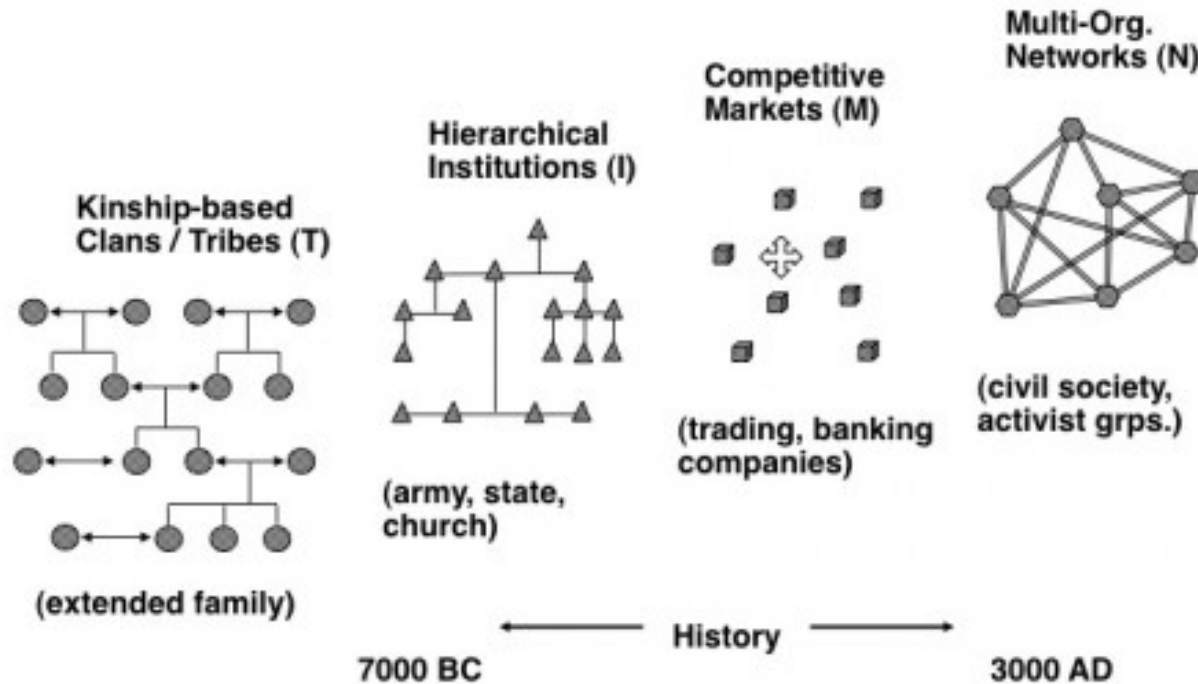 Kinship-based
Clans / Tribes (T)
(extended family)
Hierarchical
Institutions (I)
(army, state,
church)
Competitive
Markets (M)
(trading, banking
companies)
Multi-Org.
Networks (N)
(civil society,
activist grps.)
History
7000 BC
3000 AD